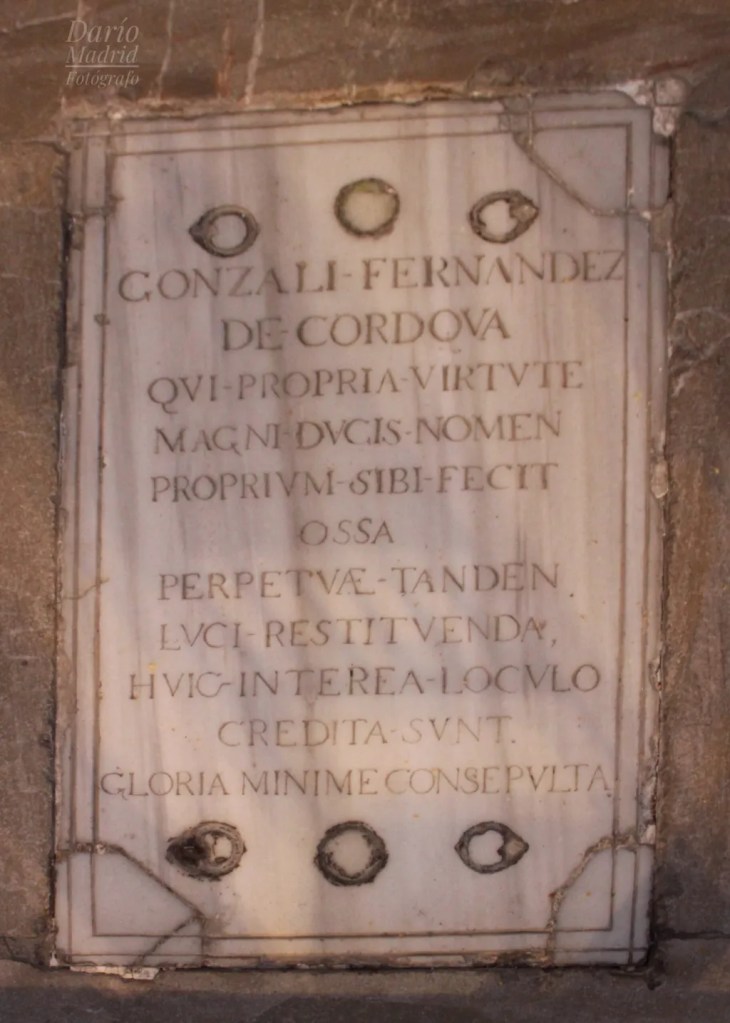 Darío
Madrid
Fotógrafo
GONZALI-FERNANDEZ
DE-CORDOVA
QVI-PROPRIA-VIRTVTE
MAGNI-DVCIS-NOMEN
PROPRIVM-SIBI-FECIT
OSSA
PERPETVÆ-TANDEN
LVCI-RESTITVENDA,
HVIC-INTEREA-LOCVLO
CREDITA-SVNT.
GLORIA MINIME CONSEPVLTA